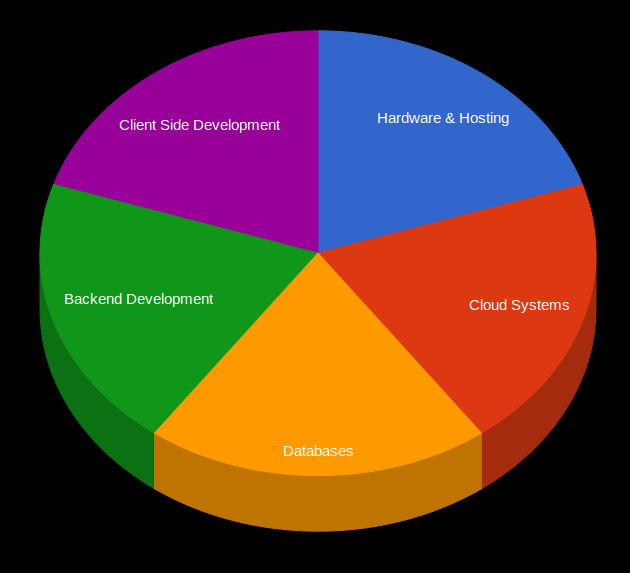 Client Side Development
Hardware & Hosting
Backend Development
Cloud Systems
Databases